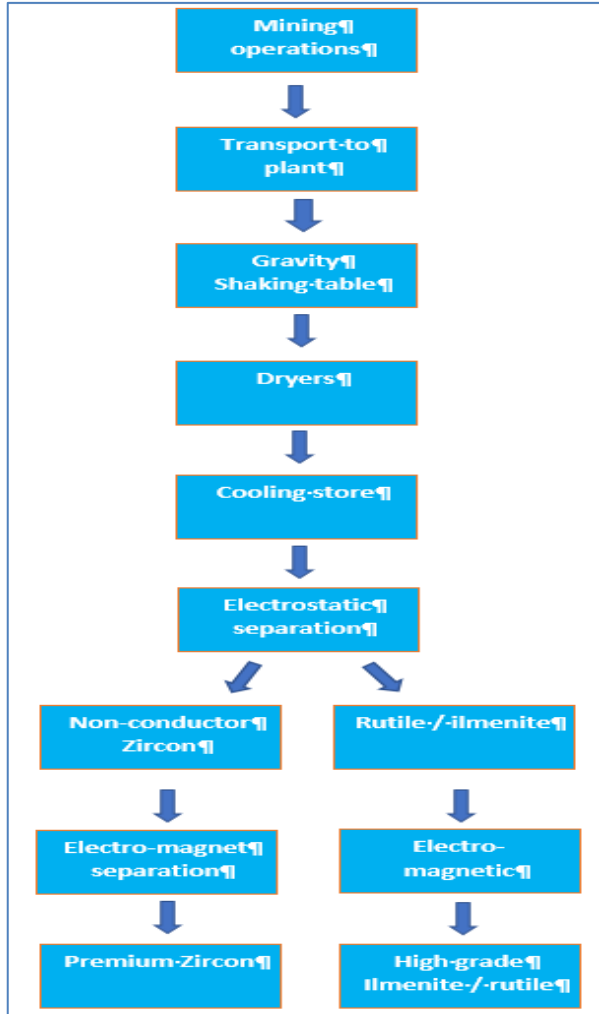 Mining¶
operations¶
Transport·to¶
plant¶
Gravity¶
Shaking·table¶
Dryers¶
Cooling·store¶
Electrostatic¶
separation¶
Non-conductor¶
Zircon¶
Rutile·/·ilmenite¶
Electro-magnet¶
separation¶
Electro-
magnetic¶
Premium·Zircon¶
High-grade¶
Ilmenite·/·rutile¶